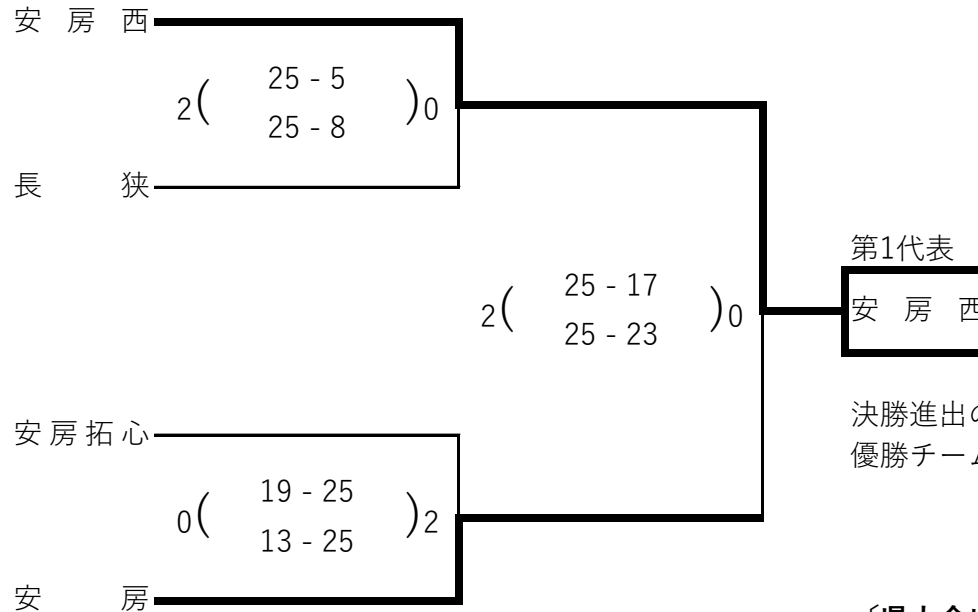 安房西
25 - 5
2( )0
25 - 8
長狭
第1代表
25 - 17
2( )0
25 - 23
安房西
決勝進出の
優勝チーム
安房拓心
19 - 25
0( )2
13 - 25
安房